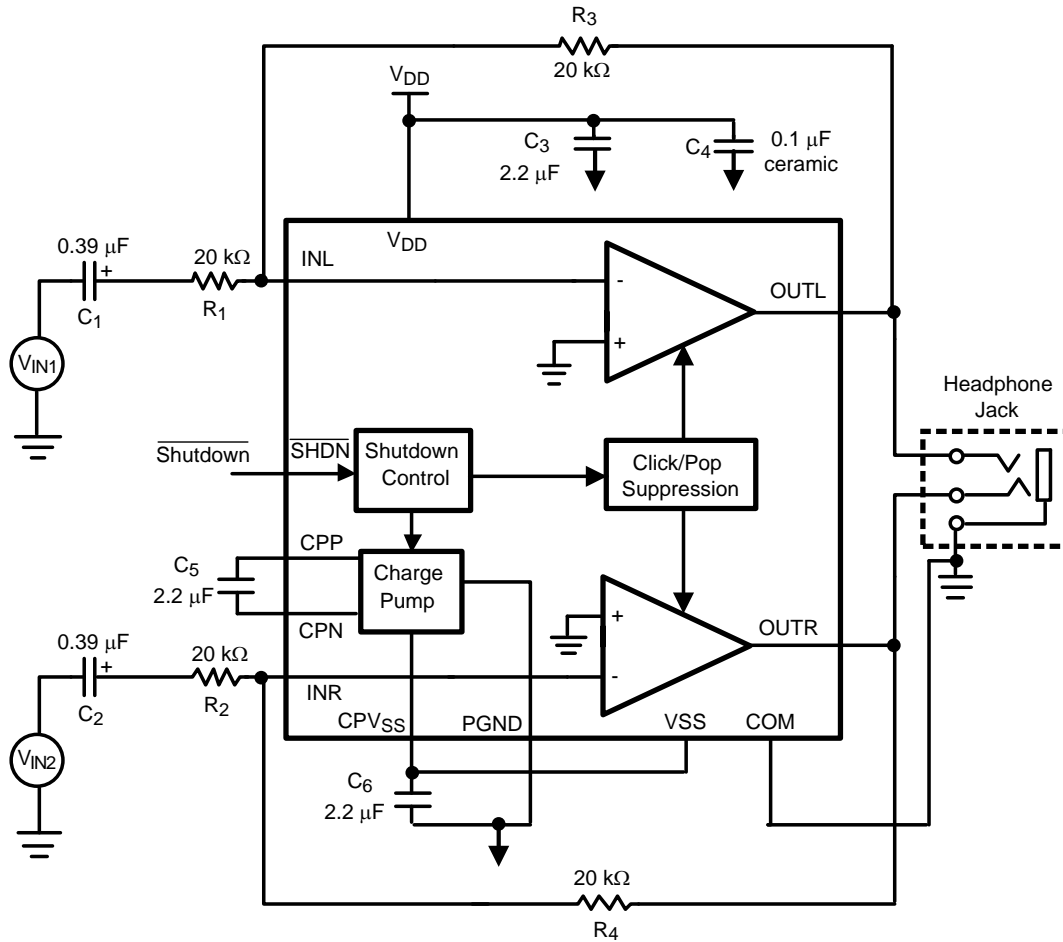 R3
20 kΩ
VDD
C3
2.2 μF
C4
0.1 μF
ceramic
VDD
0.39 μF
+
C1
20 kΩ
R1
INL
-
+
OUTL
VIN1
Headphone
Jack
Shutdown
SHDN
Shutdown
Control
Click/Pop
Suppression
CPP
C5
2.2 μF
CPN
Charge
Pump
0.39 μF
+
C2
20 kΩ
R2
INR
+
-
OUTR
CPVSS
PGND
VSS
COM
VIN2
C6
2.2 μF
20 kΩ
R4